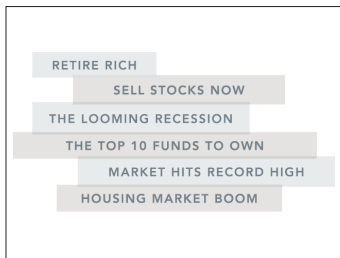 RETIRE RICH
SELL STOCKS NOW
THE LOOMING RECESSION
THE TOP 10 FUNDS TO OWN
MARKET HITS RECORD HIGH
HOUSING MARKET BOOM